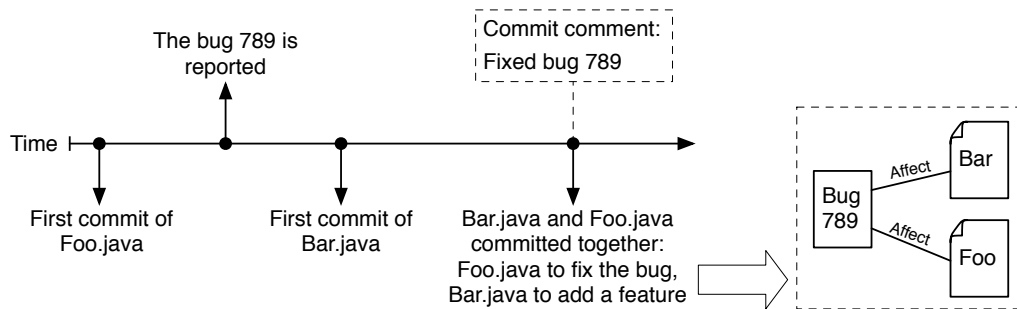 The bug 789 is
reported
Commit comment:
Fixed bug 789
Time
First commit of
Foo.java
First commit of
Bar.java
Bar.java and Foo.java
committed together:
Foo.java to fix the bug,
Bar.java to add a feature
Bug
789
Affect
Bar
Affect
Foo